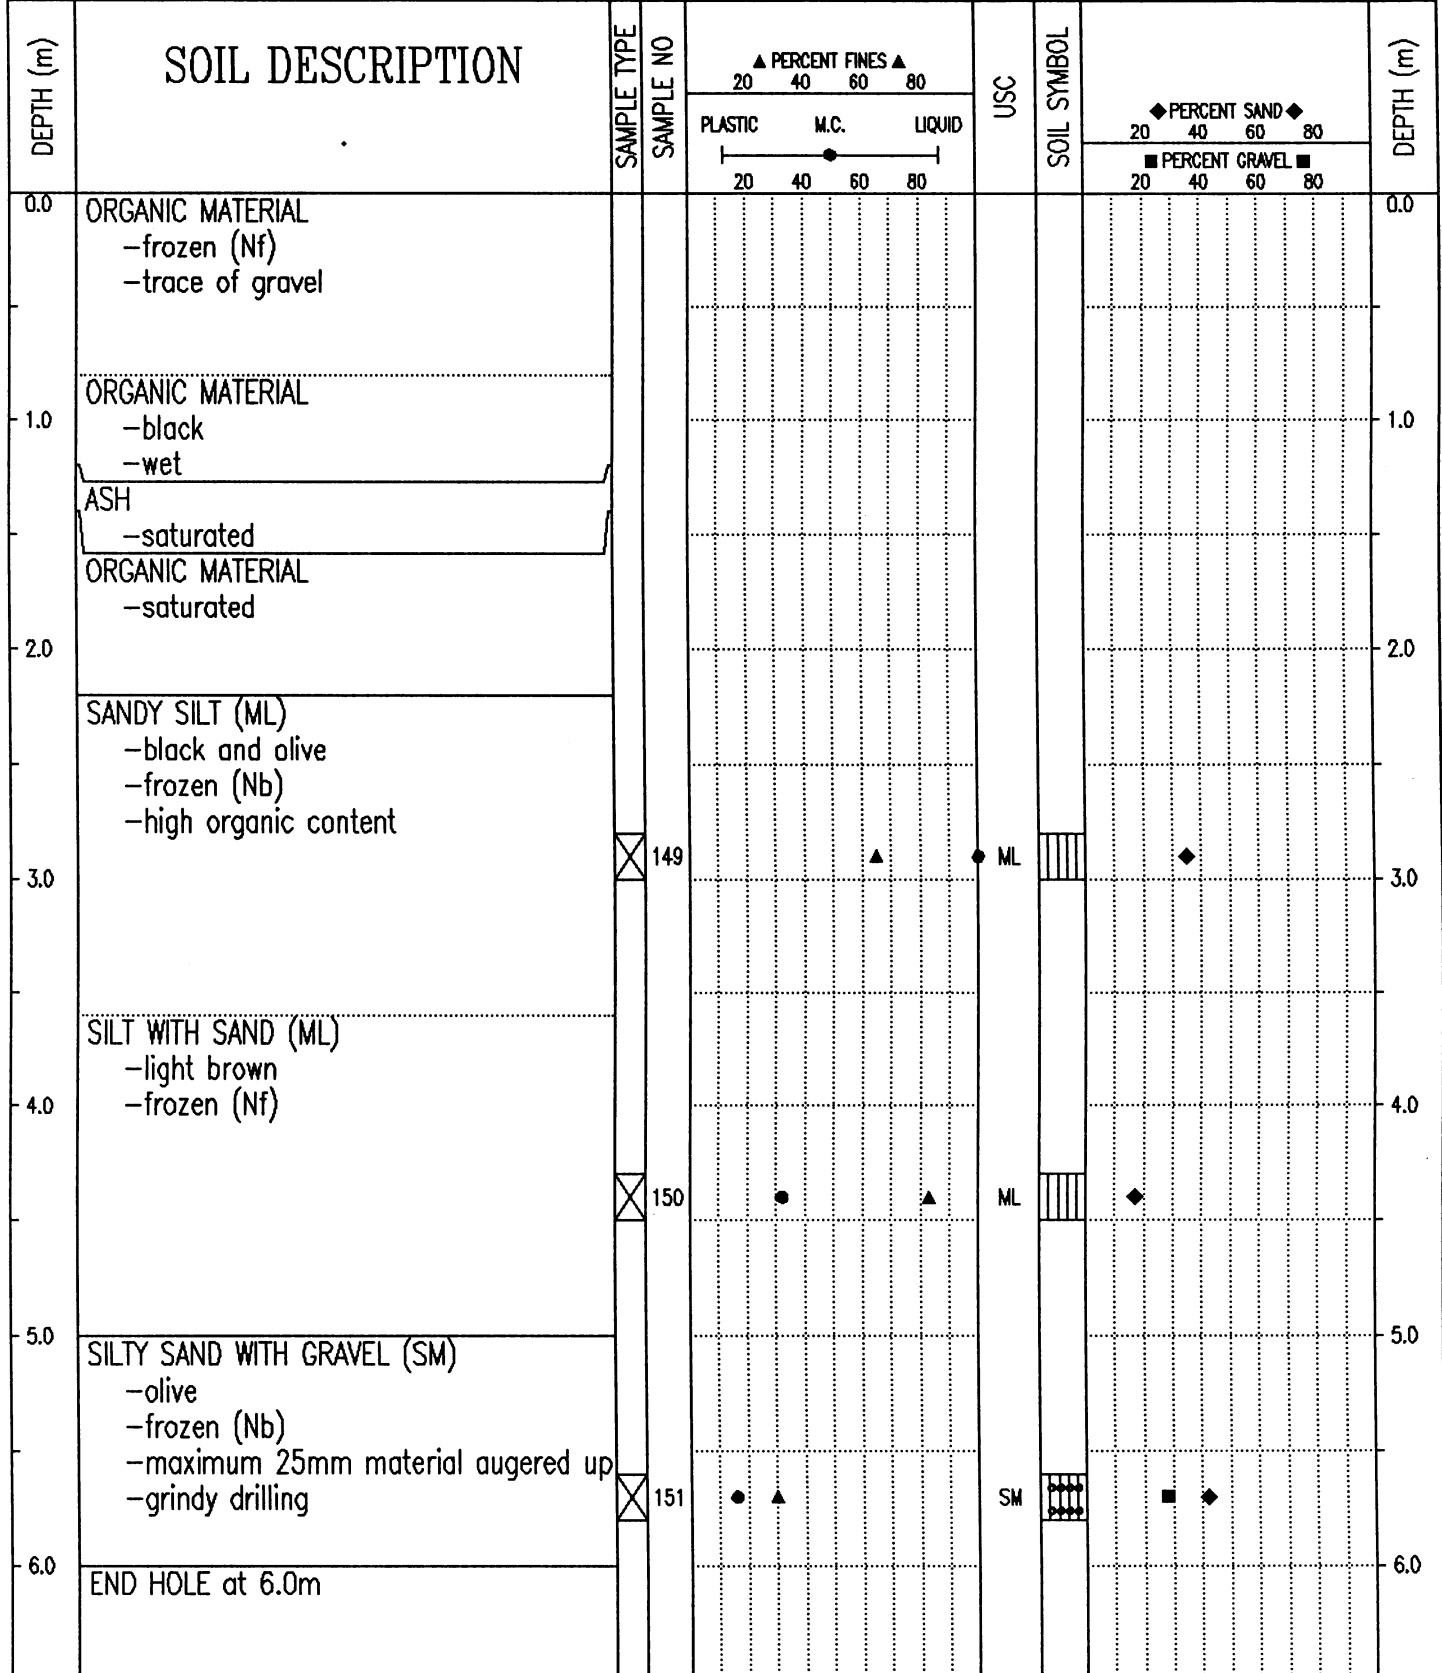 DEPTH (m)
SOIL DESCRIPTION
SAMPLE TYPE
SAMPLE NO
▲ PERCENT FINES ▲
20 40 60 80
PLASTIC M.C. LIQUID
20 40 60 80
USC
SOIL SYMBOL
◆ PERCENT SAND ◆
20 40 60 80
■ PERCENT GRAVEL ■
20 40 60 80
DEPTH (m)
0.0 0.0
ORGANIC MATERIAL
-frozen (Nf)
-trace of gravel
ORGANIC MATERIAL
1.0 1.0
-black
-wet
ASH
-saturated
ORGANIC MATERIAL
-saturated
2.0 2.0
SANDY SILT (ML)
-black and olive
-frozen (Nb)
-high organic content
149 ML
3.0 3.0
SILT WITH SAND (ML)
-light brown
-frozen (Nf)
4.0 4.0
150 ML
5.0 5.0
SILTY SAND WITH GRAVEL (SM)
-olive
-frozen (Nb)
-maximum 25mm material augered up
-grindy drilling
151 SM
6.0 6.0
END HOLE at 6.0m